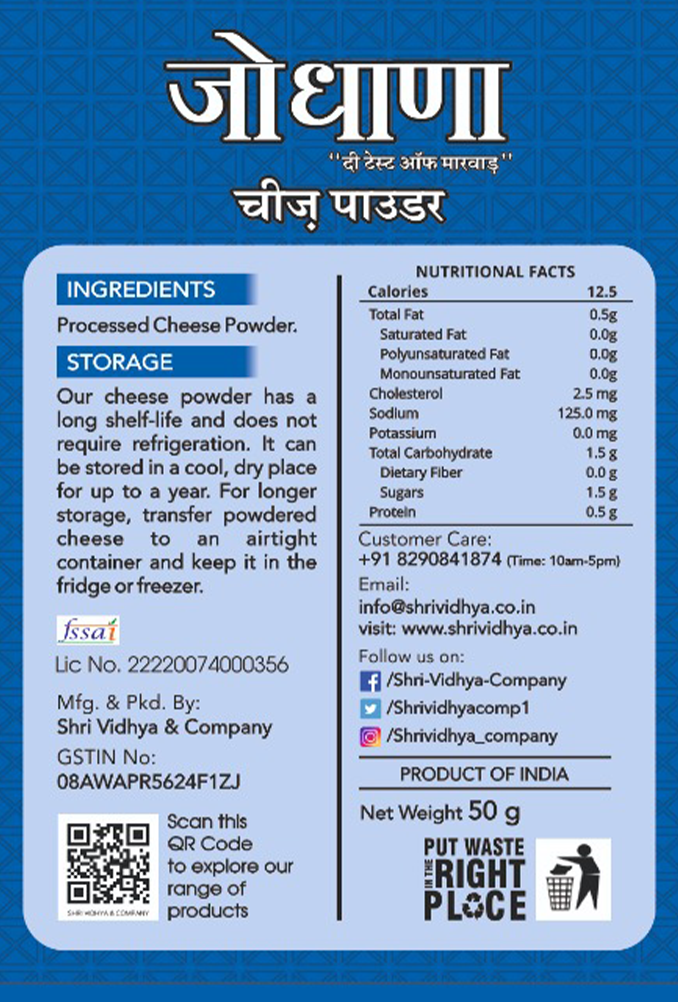 जोधाणा
"दी टेस्ट ऑफ मारवाड़"
चीज़ पाउडर
INGREDIENTS
Processed Cheese Powder.
STORAGE
Our cheese powder has a
long shelf-life and does not
require refrigeration. It can
be stored in a cool, dry place
for up to a year. For longer
storage, transfer powdered
cheese to an airtight
container and keep it in the
fridge or freezer.
fssai
Lic No. 22220074000356
Mfg. & Pkd. By:
Shri Vidhya & Company
GSTIN No:
08AWAPR5624F1ZJ
SHRI VIDHYA & COMPANY
Scan this
QR Code
to explore our
range of
products
NUTRITIONAL FACTS
Calories 12.5
Total Fat 0.5g
Saturated Fat 0.0g
Polyunsaturated Fat 0.0g
Monounsaturated Fat 0.0g
Cholesterol 2.5 mg
Sodium 125.0 mg
Potassium 0.0 mg
Total Carbohydrate 1.5 g
Dietary Fiber 0.0 g
Sugars 1.5 g
Protein 0.5 g
Customer Care:
+91 8290841874 (Time: 10am-5pm)
Email:
info@shrividhya.co.in
visit: www.shrividhya.co.in
Follow us on:
/Shri-Vidhya-Company
/Shrividhyacomp1
/Shrividhya_company
PRODUCT OF INDIA
Net Weight 50 g
PUT WASTE
IN THE RIGHT
PLACE